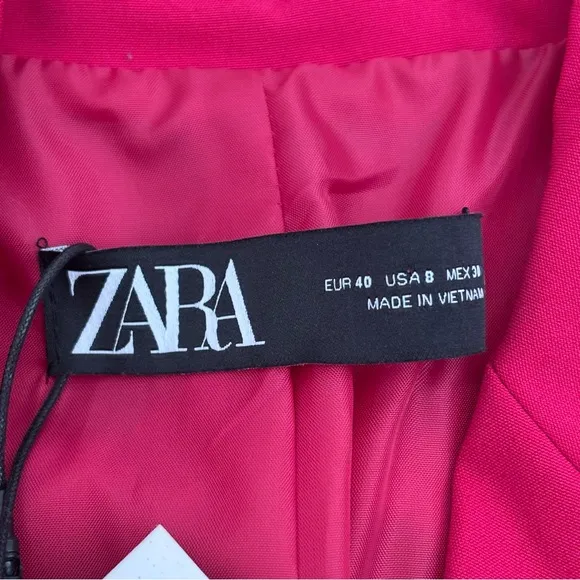 ZARA
EUR 40 USA 8 MEX 30
MADE IN VIETNAM